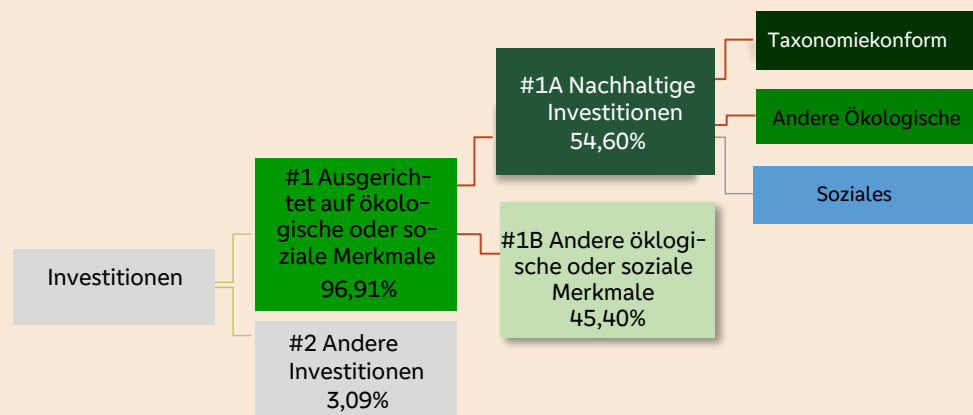 Investitionen
#1 Ausgerich-
tet auf ökolo-
gische oder so-
ziale Merkmale
96,91%
#2 Andere
Investitionen
3,09%
#1A Nachhaltige
Investitionen
54,60%
#1B Andere öklogi-
sche oder soziale
Merkmale
45,40%
Taxonomiekonform
Andere Ökologische
Soziales